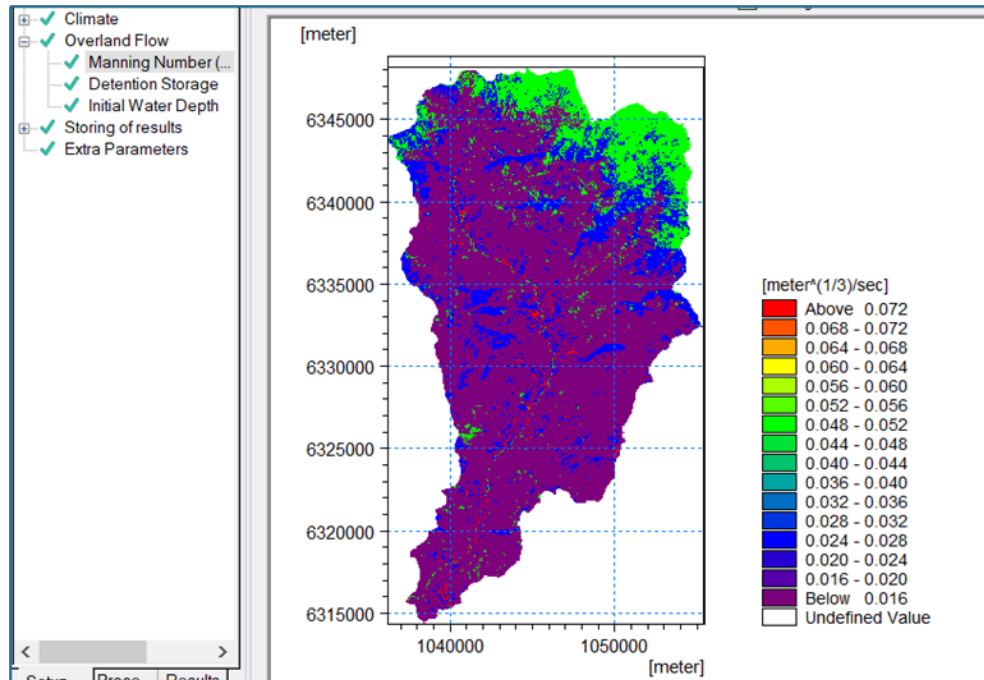 Climate
Overland Flow
Manning Number (...
Detention Storage
Initial Water Depth
Storing of results
Extra Parameters
[meter]
6345000
6340000
6335000
6330000
6325000
6320000
6315000
1040000 1050000
[meter]
[meter^(1/3)/sec]
Above 0.072
0.068 - 0.072
0.064 - 0.068
0.060 - 0.064
0.056 - 0.060
0.052 - 0.056
0.048 - 0.052
0.044 - 0.048
0.040 - 0.044
0.036 - 0.040
0.032 - 0.036
0.028 - 0.032
0.024 - 0.028
0.020 - 0.024
0.016 - 0.020
Below 0.016
Undefined Value
Results